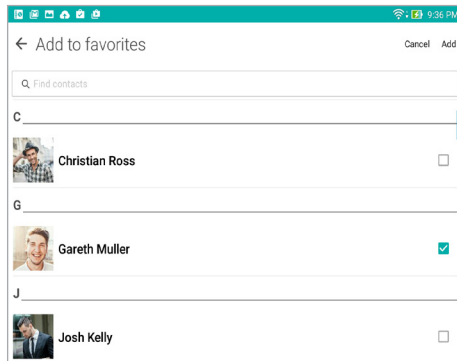 9:36 PM
Add to favorites Cancel Add
Find contacts
C
Christian Ross
G
Gareth Muller
J
Josh Kelly